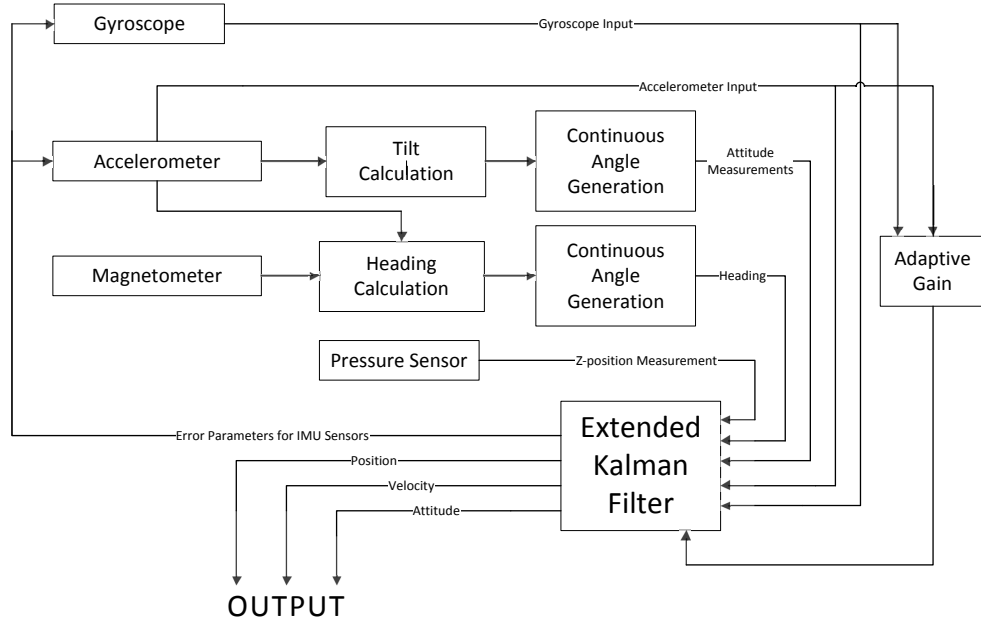 Gyroscope
Gyroscope Input
Accelerometer Input
Accelerometer
Tilt
Calculation
Continuous
Angle
Generation
Attitude
Measurements
Magnetometer
Heading
Calculation
Continuous
Angle
Generation
Heading
Adaptive
Gain
Pressure Sensor
Z-position Measurement
Extended
Kalman
Filter
Error Parameters for IMU Sensors
Position
Velocity
Attitude
OUTPUT